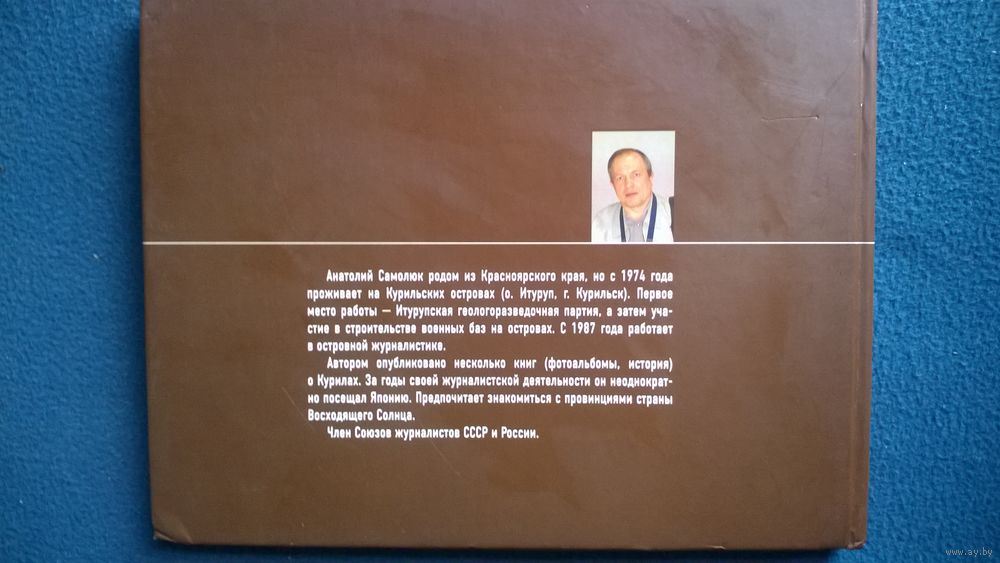 Анатолий Самолюк родом из Красноярского края, но с 1974 года
проживает на Курильских островах (о. Итуруп, г. Курильск). Первое
место работы — Итурупская геологоразведочная партия, а затем уча-
стие в строительстве военных баз на островах. С 1987 года работает
в островной журналистике.
Автором опубликовано несколько книг (фотоальбомы, история)
о Курилах. За годы своей журналистской деятельности он неоднократ-
но посещал Японию. Предпочитает знакомиться с провинциями страны
Восходящего Солнца.
Член Союзов журналистов СССР и России.
www.ay.by